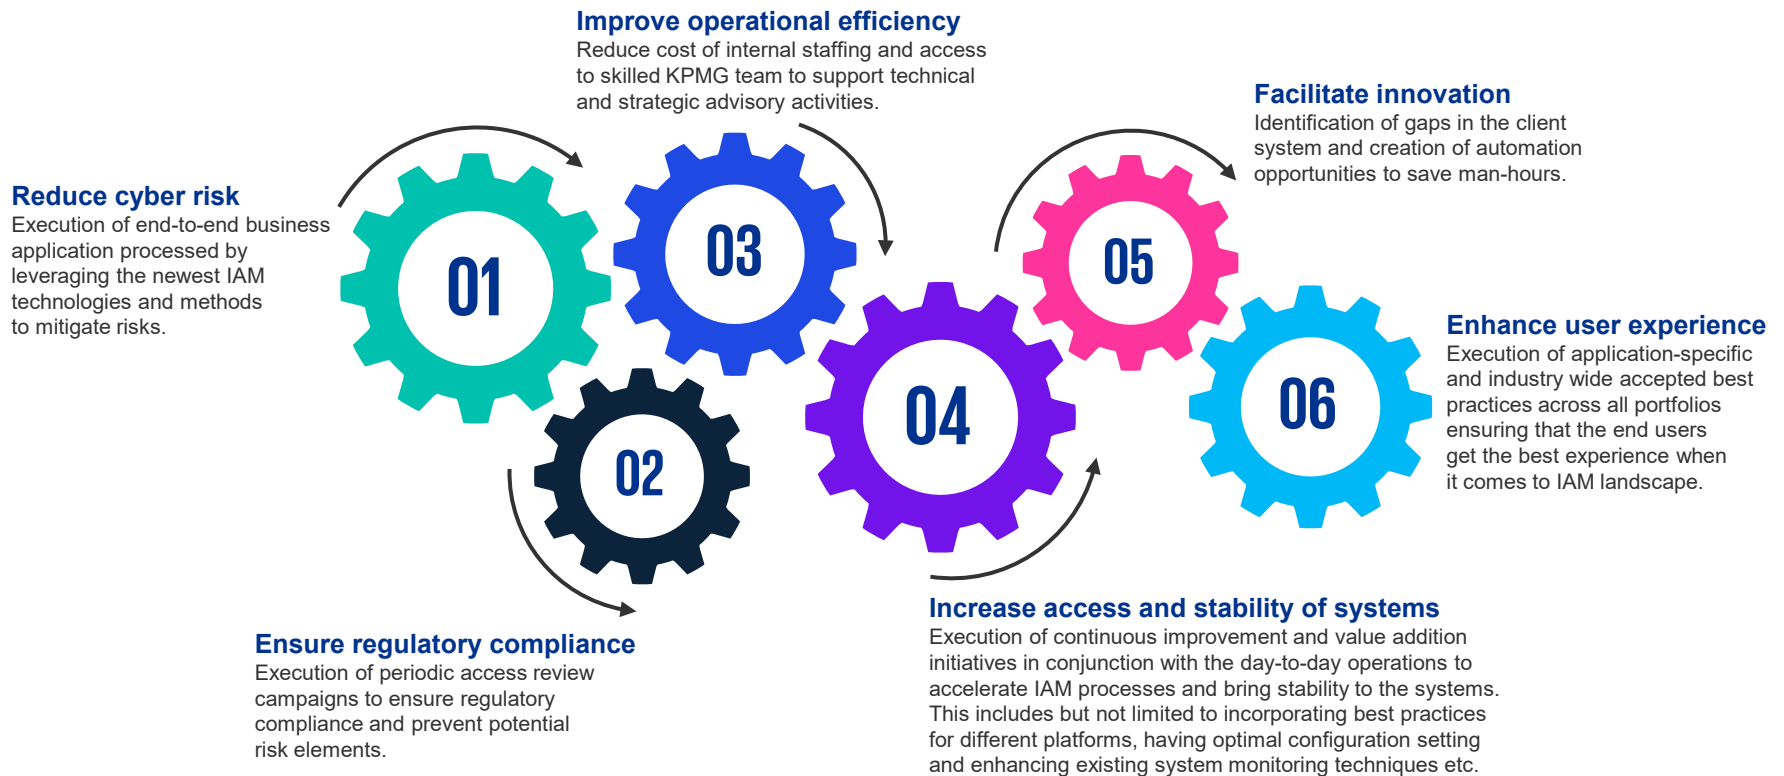 Reduce cyber risk
Execution of end-to-end business
application processed by
leveraging the newest IAM
technologies and methods
to mitigate risks.
01
02
Ensure regulatory compliance
Execution of periodic access review
campaigns to ensure regulatory
compliance and prevent potential
risk elements.
Improve operational efficiency
Reduce cost of internal staffing and access
to skilled KPMG team to support technical
and strategic advisory activities.
03
04
Increase access and stability of systems
Execution of continuous improvement and value addition
initiatives in conjunction with the day-to-day operations to
accelerate IAM processes and bring stability to the systems.
This includes but not limited to incorporating best practices
for different platforms, having optimal configuration setting
and enhancing existing system monitoring techniques etc.
Facilitate innovation
Identification of gaps in the client
system and creation of automation
opportunities to save man-hours.
05
06
Enhance user experience
Execution of application-specific
and industry wide accepted best
practices across all portfolios
ensuring that the end users
get the best experience when
it comes to IAM landscape.